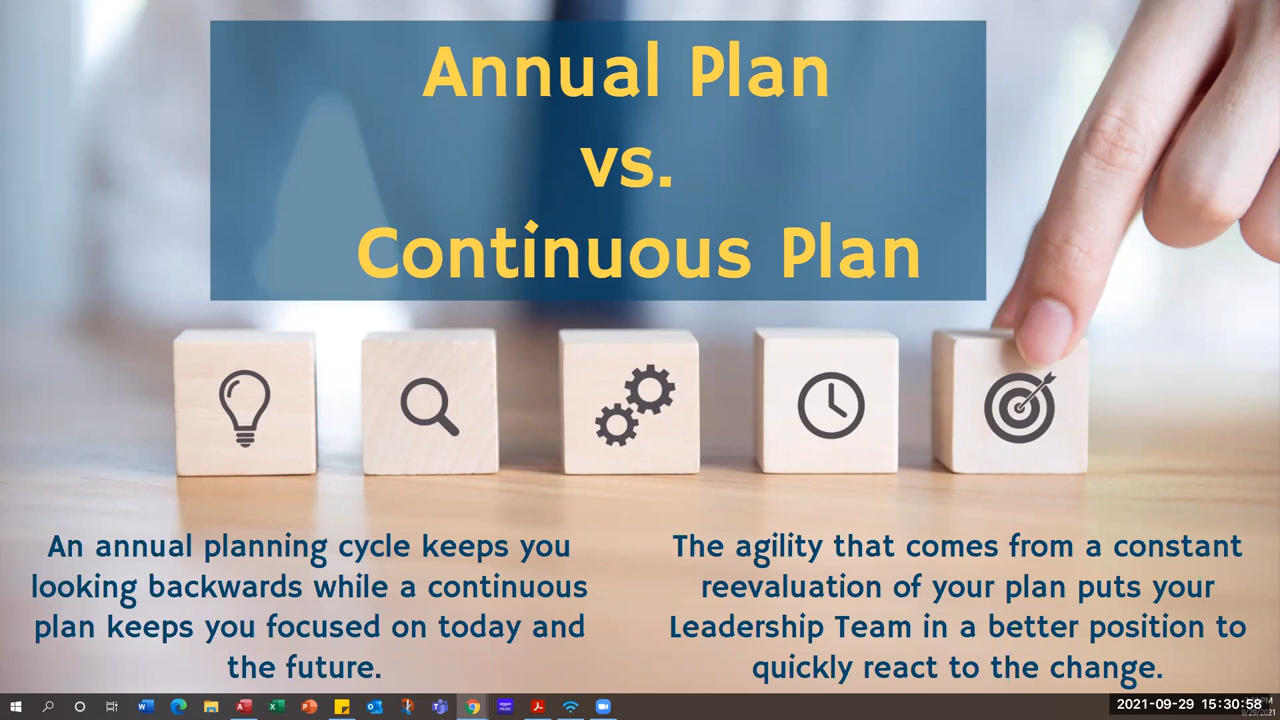 Annual Plan
vs.
Continuous Plan
An annual planning cycle keeps you
looking backwards while a continuous
plan keeps you focused on today and
the future.
The agility that comes from a constant
reevaluation of your plan puts your
Leadership Team in a better position to
quickly react to the change.
2021-09-29 15:30:58